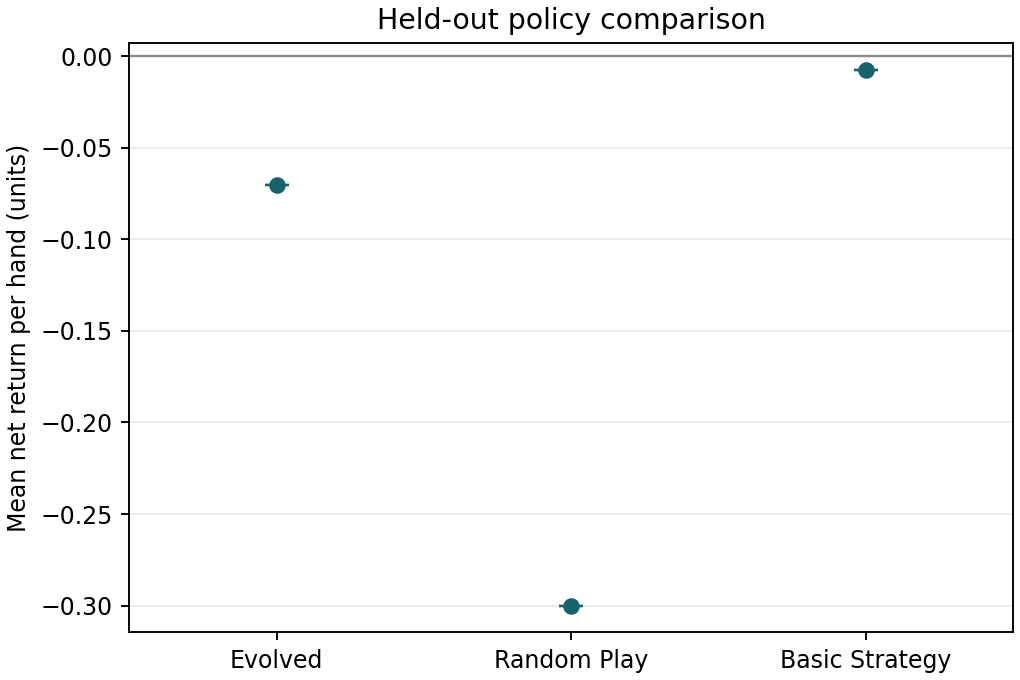 Held-out policy comparison
Mean net return per hand (units)
0.00
−0.05
−0.10
−0.15
−0.20
−0.25
−0.30
Evolved
Random Play
Basic Strategy